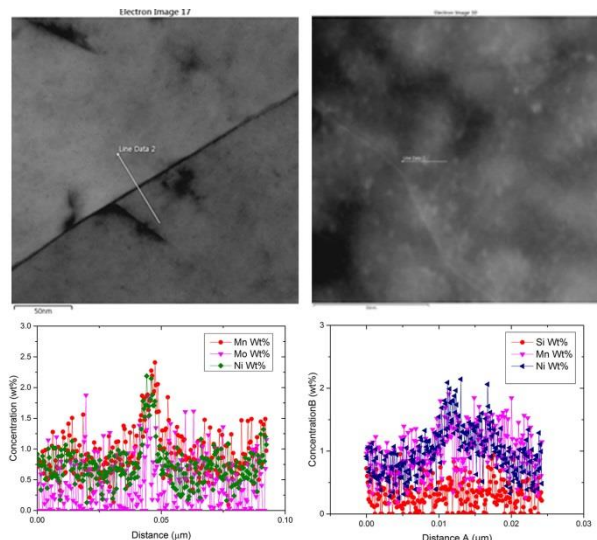 Electron Image 17
Line Data 2
50nm
3.0
2.5
2.0
1.5
1.0
0.5
0.0
Concentration (wt%)
Mn Wt%
Mo Wt%
Ni Wt%
0.00
0.05
0.10
Distance (μm)
3
2
1
0
ConcentrationB (wt%)
Si Wt%
Mn Wt%
Ni Wt%
0.00
0.01
0.02
0.03
Distance A (μm)